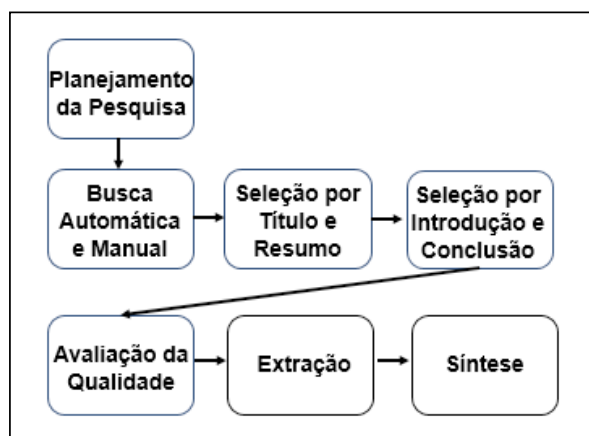 Planejamento
da Pesquisa
Busca
Automática
e Manual
Seleção por
Título e
Resumo
Seleção por
Introdução e
Conclusão
Avaliação da
Qualidade
Extração
Síntese